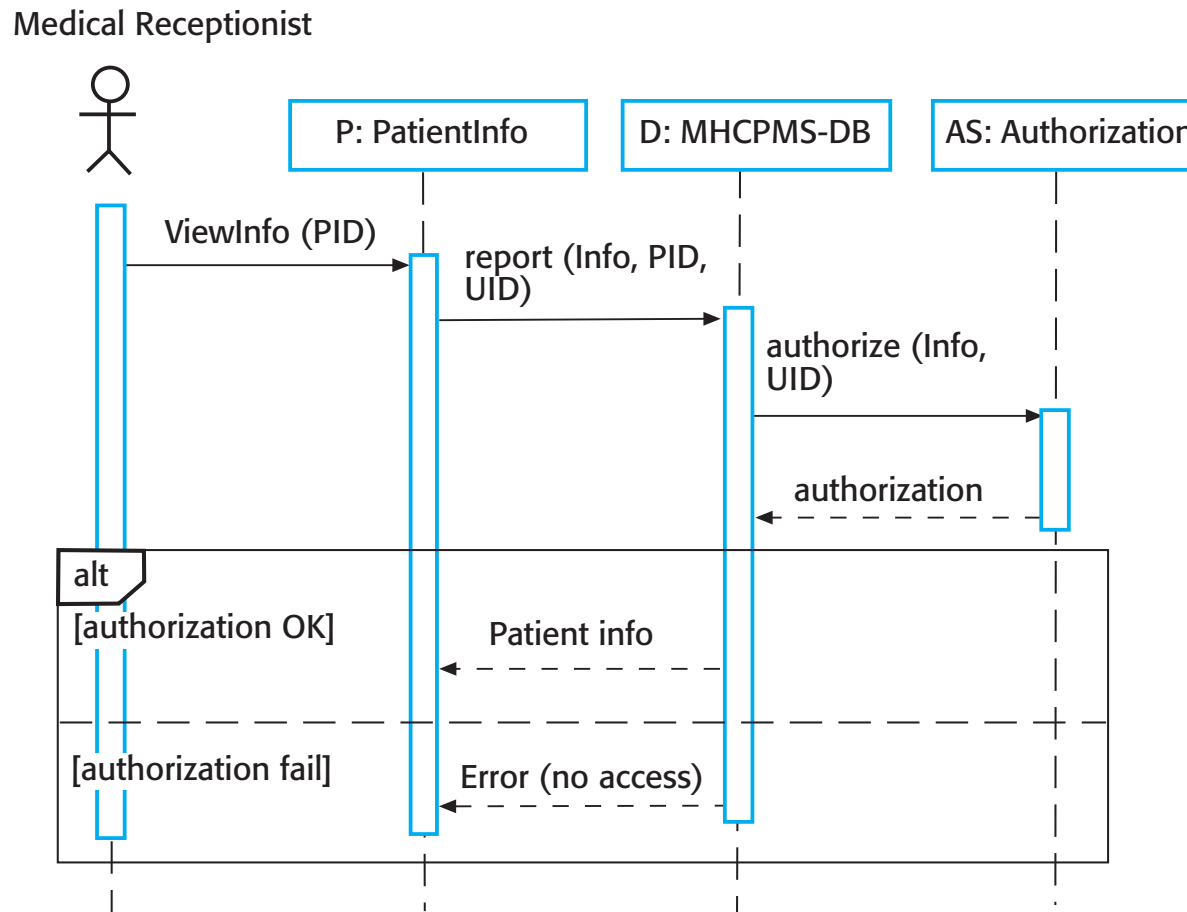 Medical Receptionist
P: PatientInfo
D: MHCPMS-DB
AS: Authorization
ViewInfo (PID)
report (Info, PID,
UID)
authorize (Info,
UID)
authorization
alt
[authorization OK]
Patient info
[authorization fail]
Error (no access)